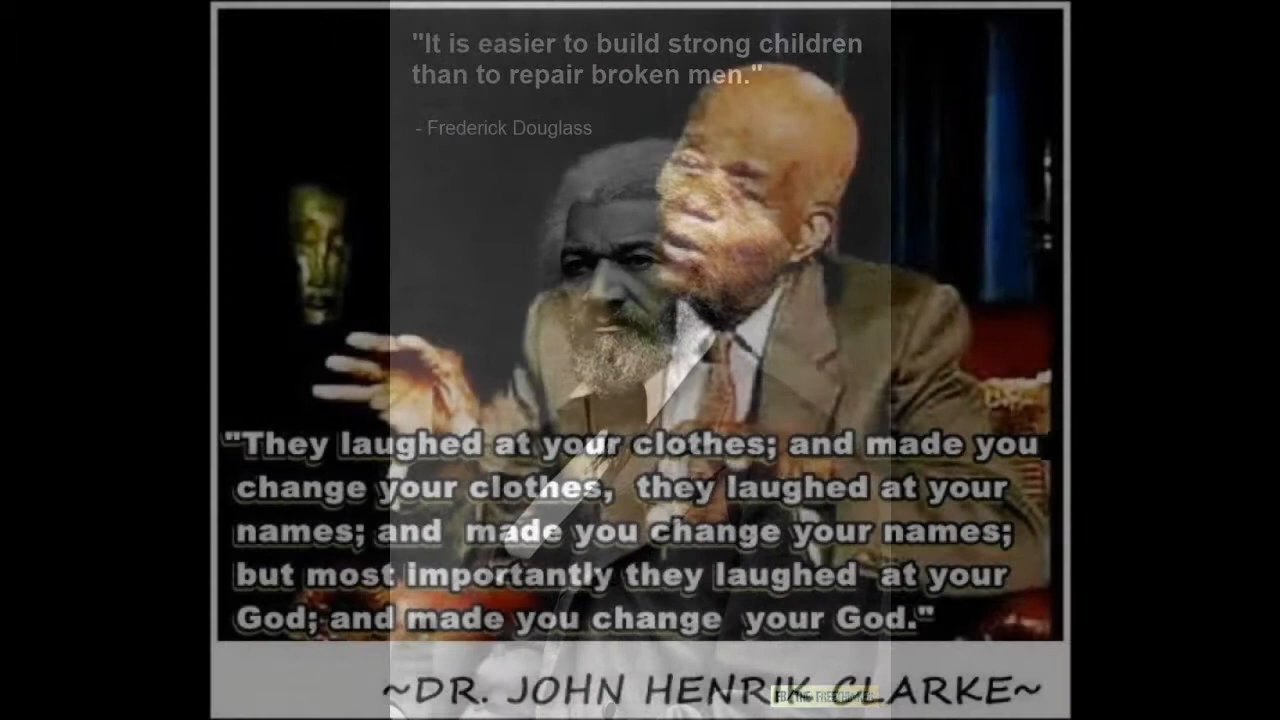 "It is easier to build strong children
than to repair broken men."
- Frederick Douglass
"They laughed at your clothes; and made you
change your clothes, they laughed at your
names; and made you change your names;
but most importantly they laughed at your
God; and made you change your God."
~DR. JOHN HENRIK CLARKE~